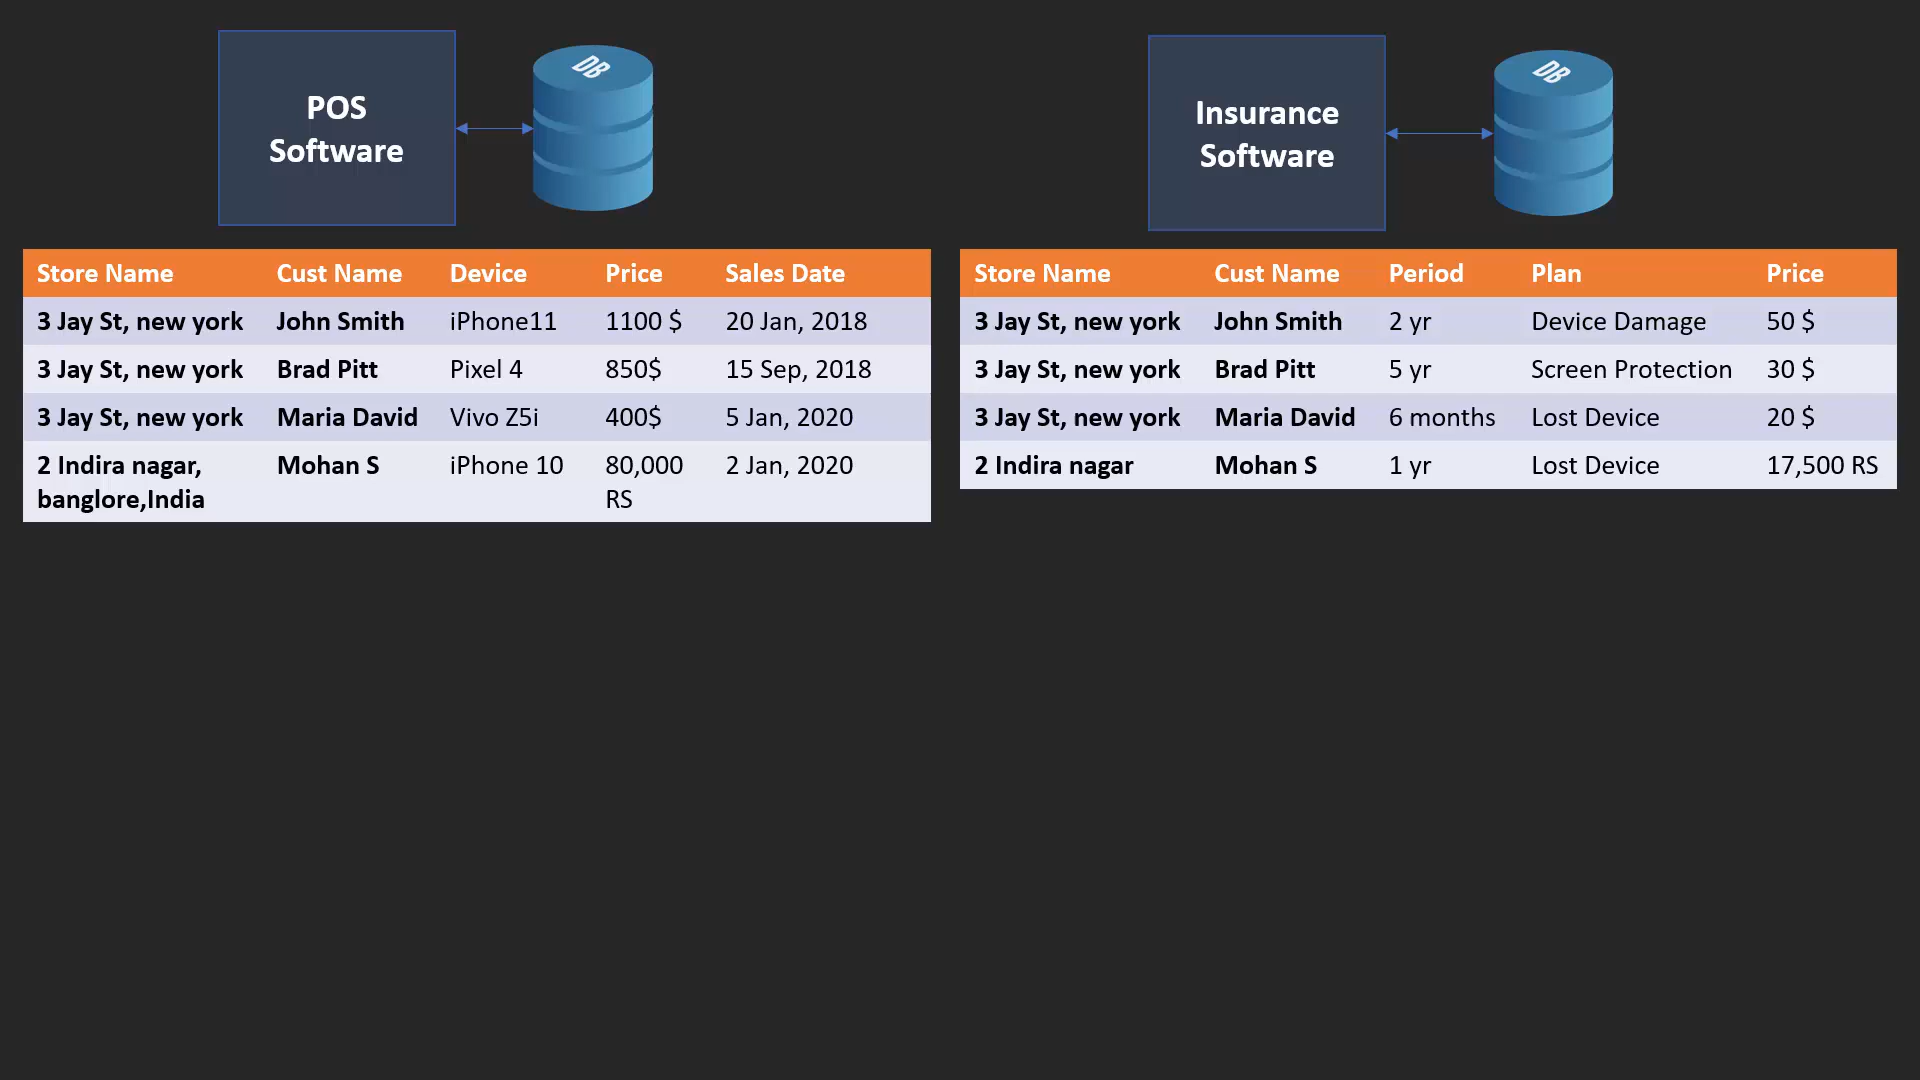 POS
Software
DB
Insurance
Software
DB
Store Name Cust Name Device Price Sales Date
3 Jay St, new york John Smith iPhone11 1100 $ 20 Jan, 2018
3 Jay St, new york Brad Pitt Pixel 4 850$ 15 Sep, 2018
3 Jay St, new york Maria David Vivo Z5i 400$ 5 Jan, 2020
2 Indira nagar, Mohan S iPhone 10 80,000 2 Jan, 2020
banglore,India RS
Store Name Cust Name Period Plan Price
3 Jay St, new york John Smith 2 yr Device Damage 50 $
3 Jay St, new york Brad Pitt 5 yr Screen Protection 30 $
3 Jay St, new york Maria David 6 months Lost Device 20 $
2 Indira nagar Mohan S 1 yr Lost Device 17,500 RS